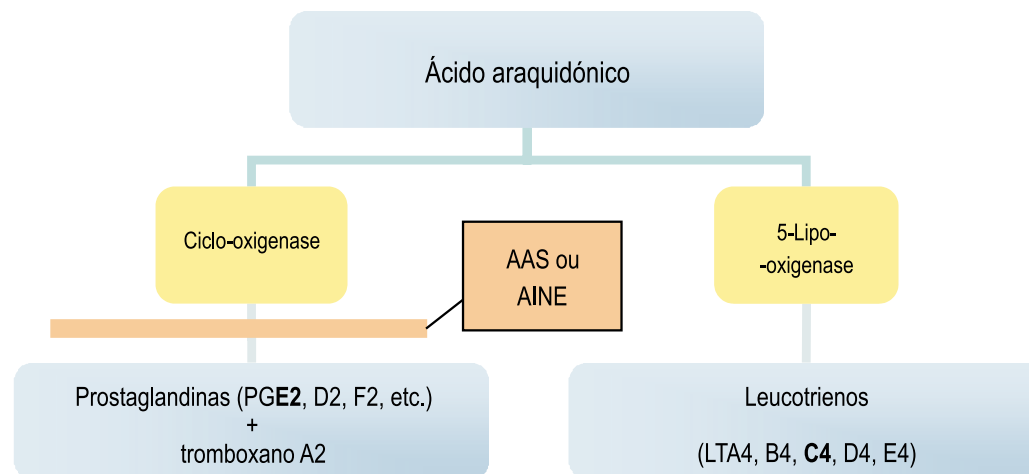 Ácido araquidónico
Ciclo-oxigenase
5-Lipo-
-oxigenase
AAS ou
AINE
Prostaglandinas (PGE2, D2, F2, etc.)
+
tromboxano A2
Leucotrienos
(LTA4, B4, C4, D4, E4)